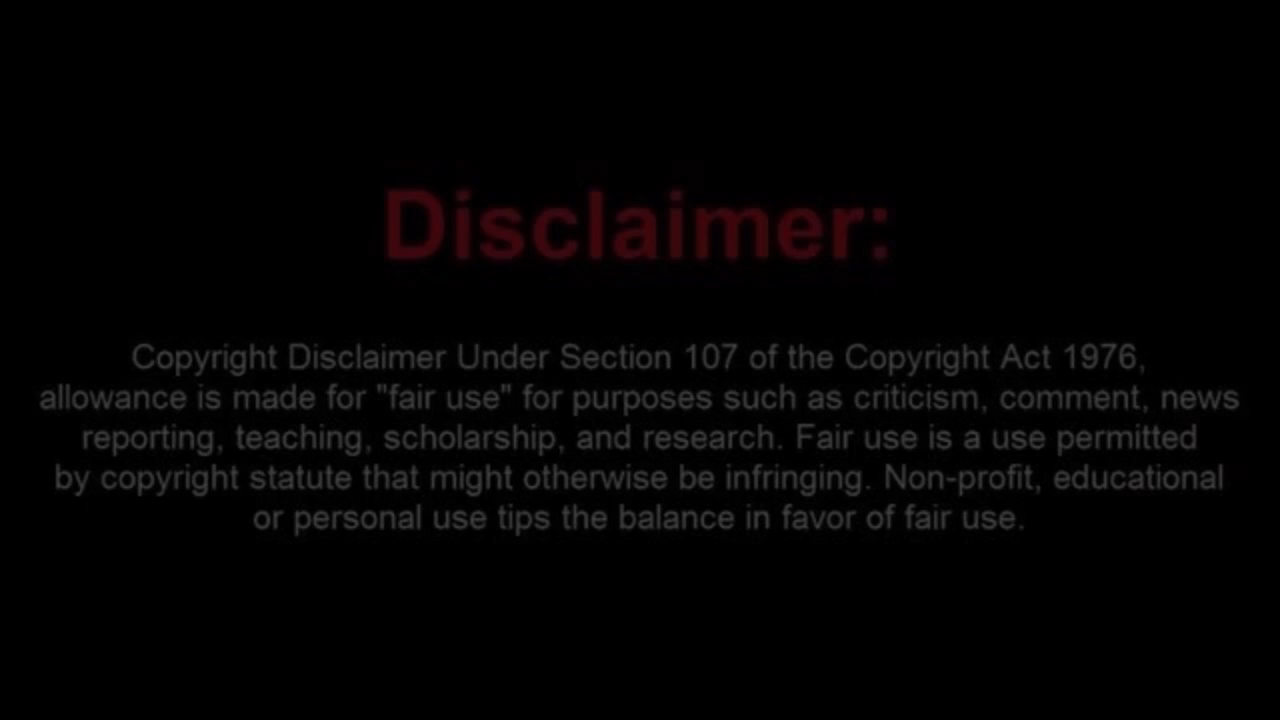 Disclaimer:
Copyright Disclaimer Under Section 107 of the Copyright Act 1976,
allowance is made for "fair use" for purposes such as criticism, comment, news
reporting, teaching, scholarship, and research. Fair use is a use permitted
by copyright statute that might otherwise be infringing. Non-profit, educational
or personal use tips the balance in favor of fair use.